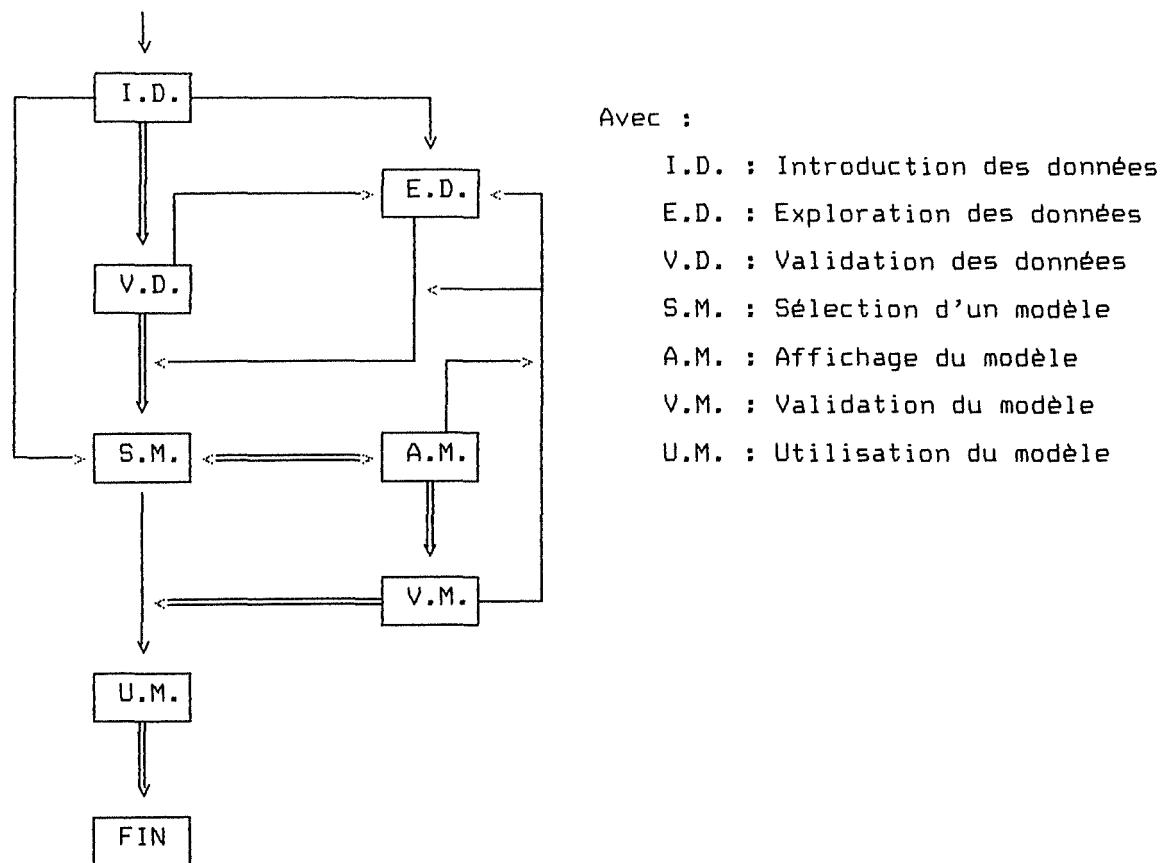 I.D.
E.D.
V.D.
S.M.
A.M.
V.M.
U.M.
FIN
Avec :
I.D. : Introduction des données
E.D. : Exploration des données
V.D. : Validation des données
S.M. : Sélection d'un modèle
A.M. : Affichage du modèle
V.M. : Validation du modèle
U.M. : Utilisation du modèle